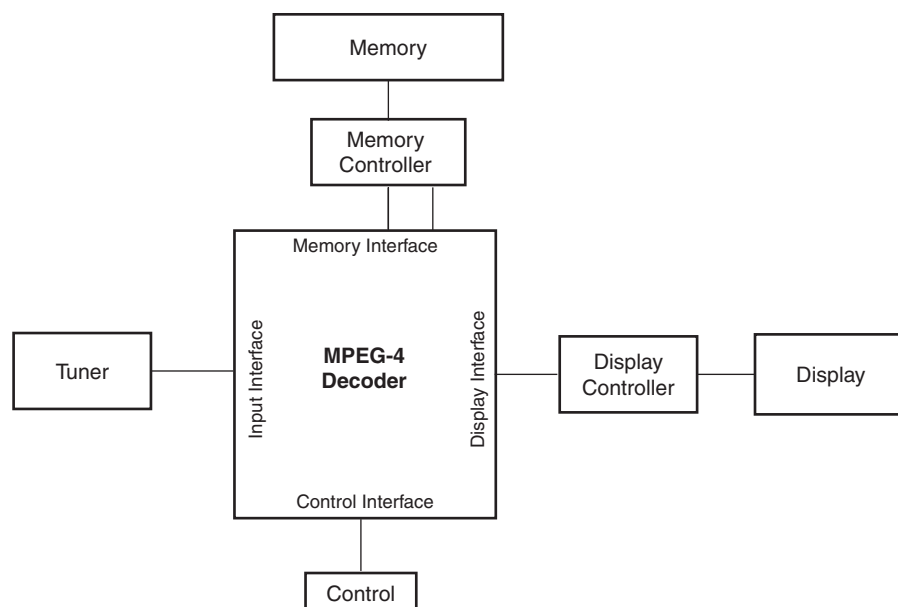 Memory
Memory
Controller
Memory Interface
Tuner
Input Interface
MPEG-4
Decoder
Display Interface
Display
Controller
Display
Control Interface
Control